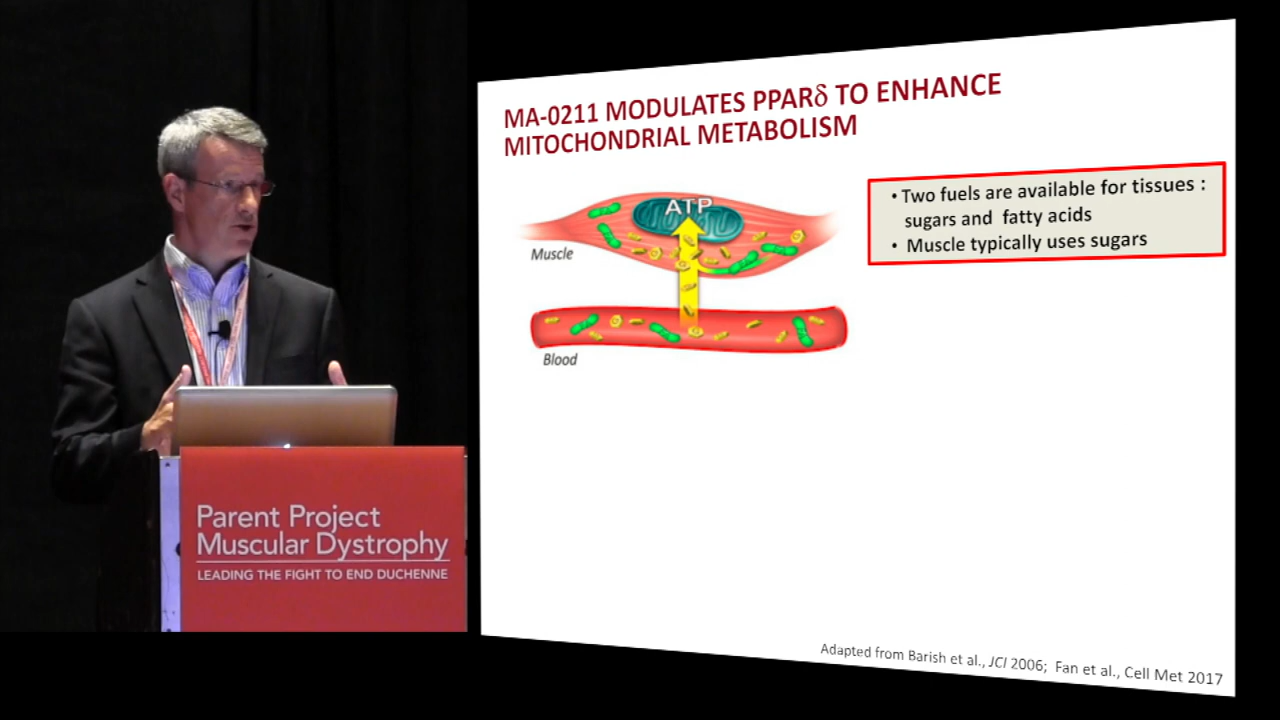 MA-0211 MODULATES PPARδ TO ENHANCE
MITOCHONDRIAL METABOLISM
ATP
Muscle
Blood
• Two fuels are available for tissues :
sugars and fatty acids
• Muscle typically uses sugars
Parent Project
Muscular Dystrophy
LEADING THE FIGHT TO END DUCHENNE
Adapted from Barish et al., JCI 2006; Fan et al., Cell Met 2017